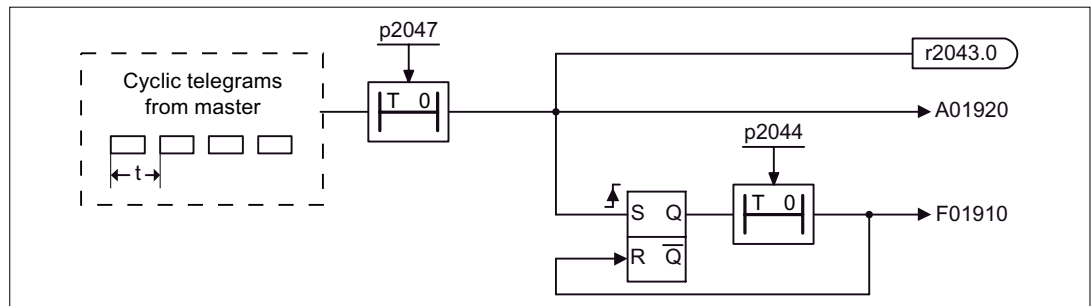 p2047
r2043.0
Cyclic telegrams
from master
T 0
A01920
p2044
t
T 0
S Q
F01910
R Q̅